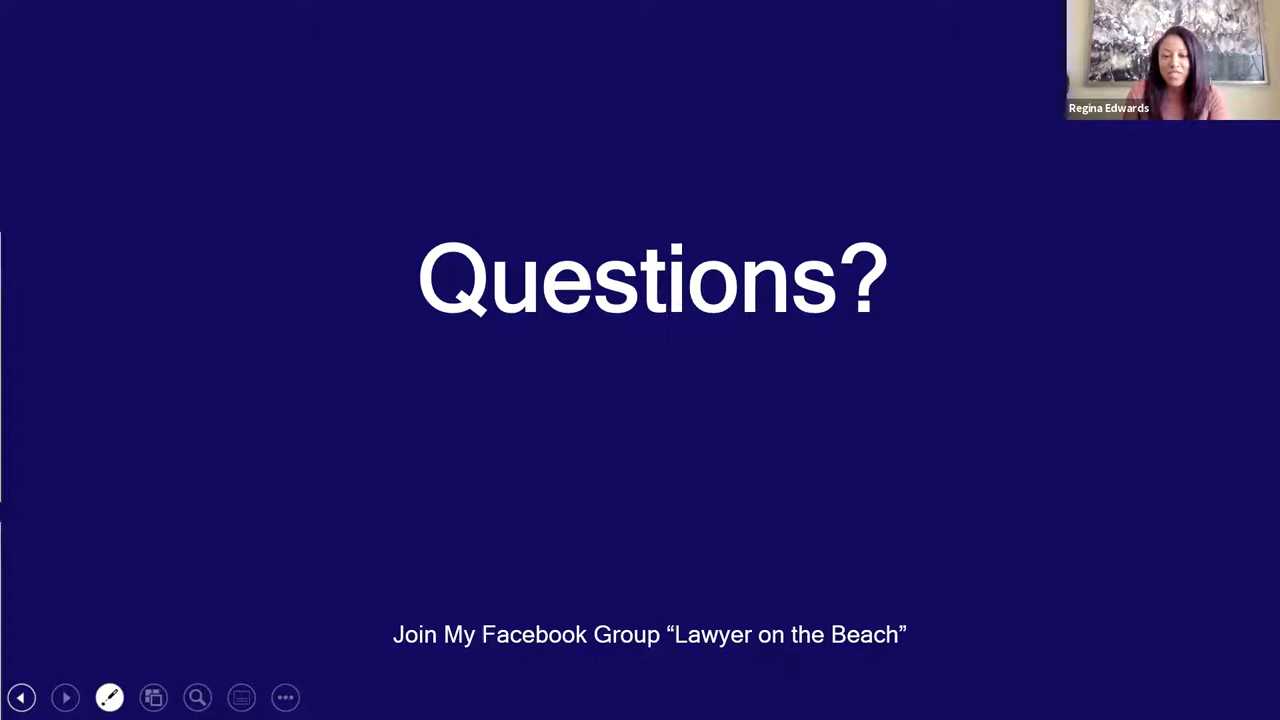 Regina Edwards
Questions?
Join My Facebook Group “Lawyer on the Beach”